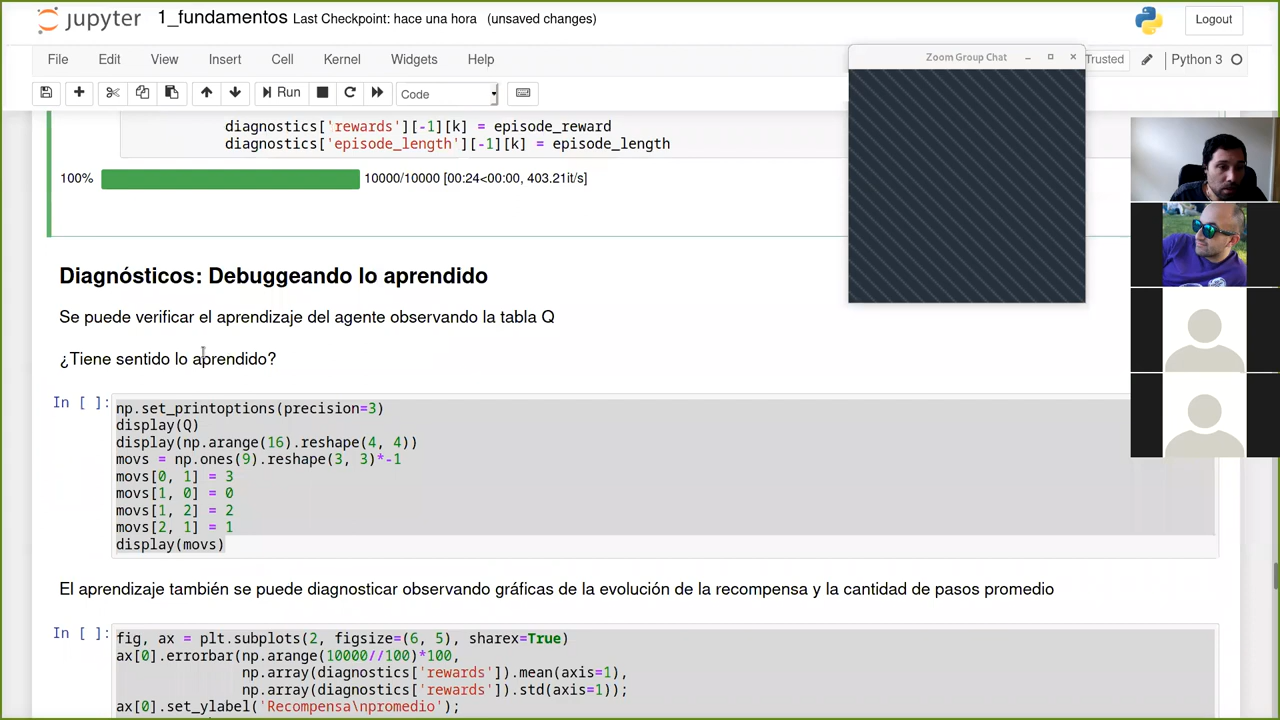 jupyter 1_fundamentos Last Checkpoint: hace una hora (unsaved changes)
Logout
File Edit View Insert Cell Kernel Widgets Help
Trusted
Python 3
Run
Code
Zoom Group Chat
diagnostics['rewards'][-1][k] = episode_reward
diagnostics['episode_length'][-1][k] = episode_length
100% 10000/10000 [00:24<00:00, 403.21it/s]
Diagnósticos: Debuggeando lo aprendido
Se puede verificar el aprendizaje del agente observando la tabla Q
¿Tiene sentido lo aprendido?
In [ ]:
np.set_printoptions(precision=3)
display(Q)
display(np.arange(16).reshape(4, 4))
movs = np.ones(9).reshape(3, 3)*-1
movs[0, 1] = 3
movs[1, 0] = 0
movs[1, 2] = 2
movs[2, 1] = 1
display(movs)
El aprendizaje también se puede diagnosticar observando gráficas de la evolución de la recompensa y la cantidad de pasos promedio
In [ ]:
fig, ax = plt.subplots(2, figsize=(6, 5), sharex=True)
ax[0].errorbar(np.arange(10000//100)*100,
np.array(diagnostics['rewards']).mean(axis=1),
np.array(diagnostics['rewards']).std(axis=1));
ax[0].set_ylabel('Recompensa\npromedio');